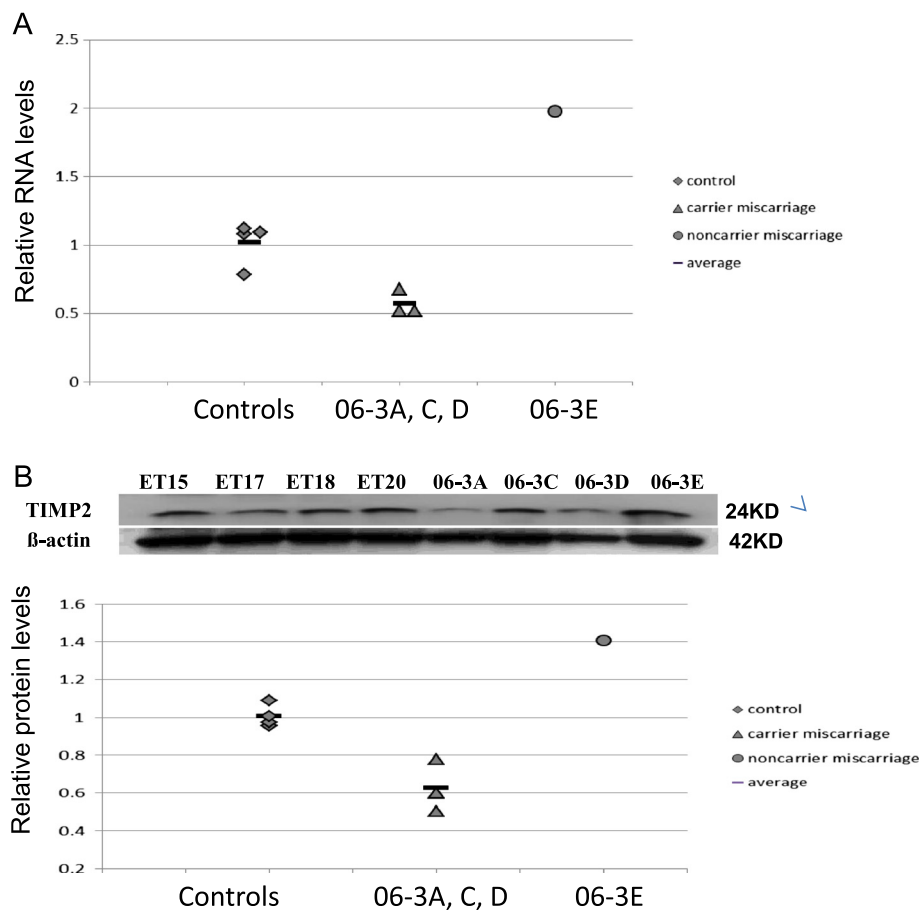 A
Relative RNA levels
2.5
2
1.5
1
0.5
0
Controls 06-3A, C, D 06-3E
control
carrier miscarriage
noncarrier miscarriage
average
B
ET15 ET17 ET18 ET20 06-3A 06-3C 06-3D 06-3E
TIMP2 24KD
ß-actin 42KD
Relative protein levels
1.6
1.4
1.2
1
0.8
0.6
0.4
0.2
Controls 06-3A, C, D 06-3E
control
carrier miscarriage
noncarrier miscarriage
average